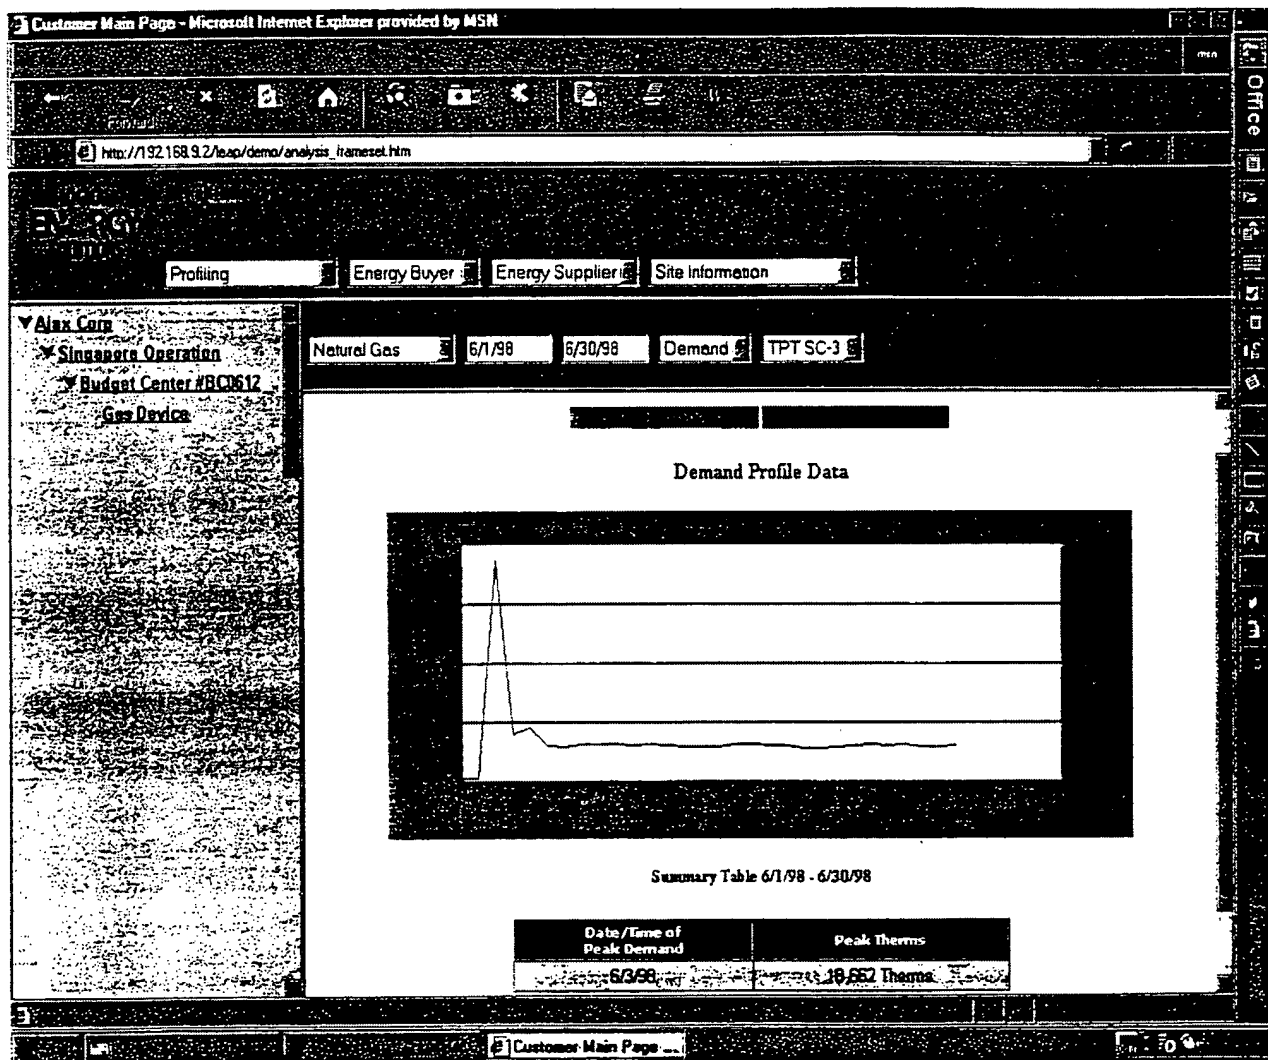 Customer Main Page - Microsoft Internet Explorer provided by MSN
msn
Office
http://192.168.9.2/leap/demo/analysis_frameset.htm
Profiling Energy Buyer Energy Supplier Site Information
Ajax Corp
Singapore Operation
Budget Center #BC0612
Gas Device
Natural Gas 6/1/98 6/30/98 Demand TPT SC-3
Demand Profile Data
Summary Table 6/1/98 - 6/30/98
Date/Time of Peak Demand Peak Therms
6/3/98 18,662 Therms
Customer Main Page ...